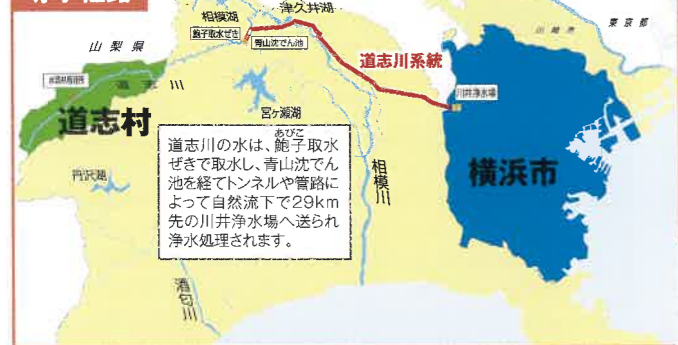 相模湖
津久井湖
東京都
川崎市
鮑子取水ぜき
山梨県
青山沈でん池
道志川系統
道志川
川井浄水場
道志村
宮ヶ瀬湖
あびこ
道志川の水は、鮑子取水
ぜきで取水し、青山沈でん
池を経てトンネルや管路に
よって自然流下で29km
先の川井浄水場へ送られ
浄水処理されます。
丹沢湖
相模川
横浜市
酒匂川